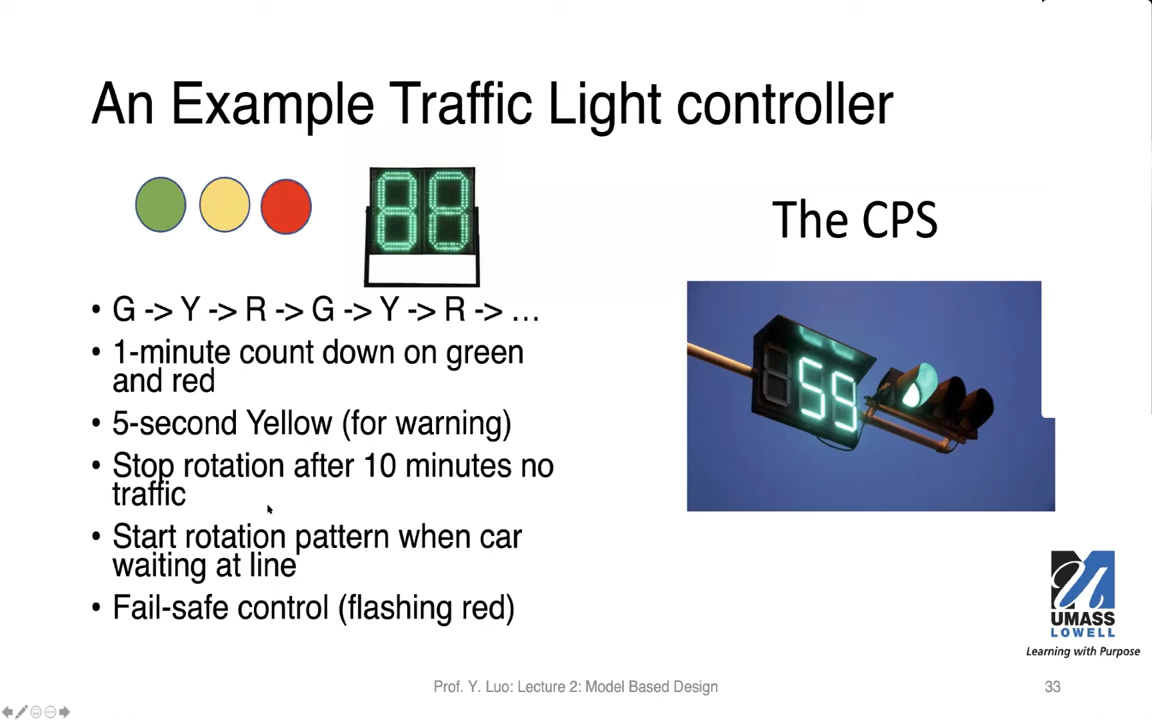 An Example Traffic Light controller
88
The CPS
• G -> Y -> R -> G -> Y -> R -> …
• 1-minute count down on green
and red
59
• 5-second Yellow (for warning)
• Stop rotation after 10 minutes no
traffic
• Start rotation pattern when car
waiting at line
• Fail-safe control (flashing red)
UMASS
LOWELL
Learning with Purpose
Prof. Y. Luo: Lecture 2: Model Based Design
33